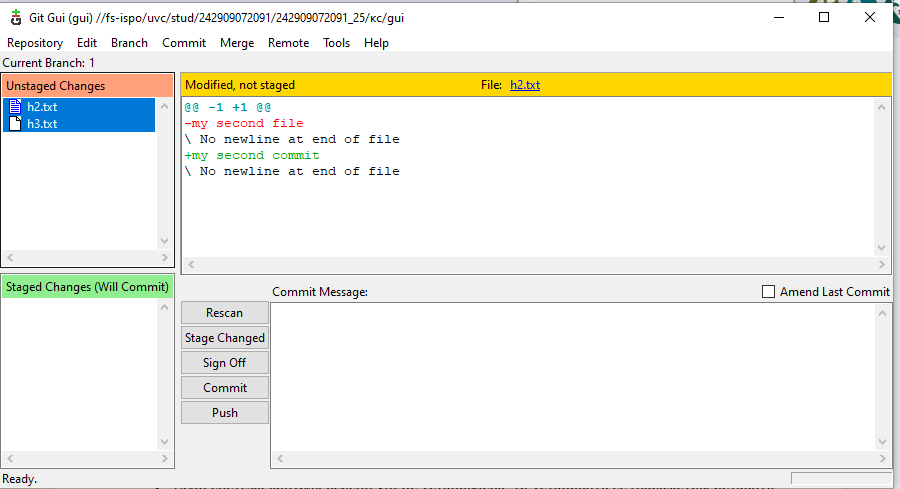 Git Gui (gui) //fs-ispo/uvc/stud/242909072091/242909072091_25/кс/gui
Repository Edit Branch Commit Merge Remote Tools Help
Current Branch: 1
Unstaged Changes
h2.txt
h3.txt
Modified, not staged File: h2.txt
@@ -1 +1 @@
-my second file
\ No newline at end of file
+my second commit
\ No newline at end of file
Staged Changes (Will Commit)
Commit Message: Amend Last Commit
Rescan
Stage Changed
Sign Off
Commit
Push
Ready.